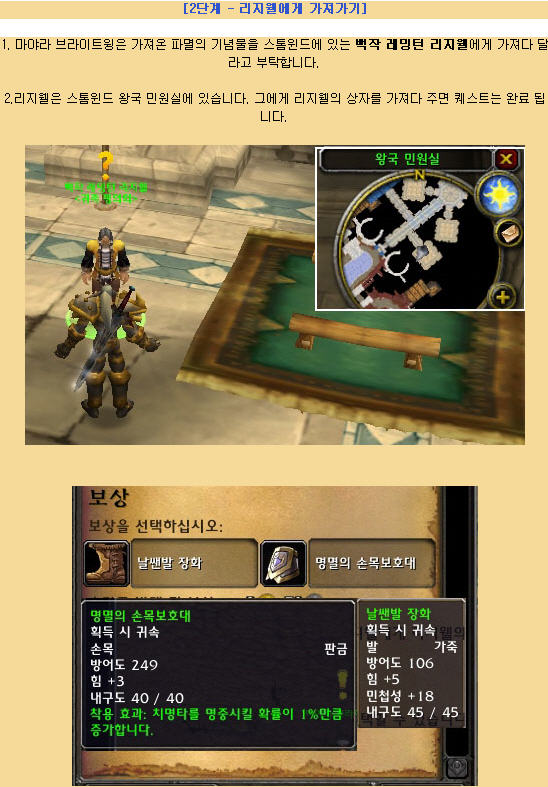 [2단계 - 리지웰에게 가져가기]
1. 마야라 브라이트윙은 가져온 파멸의 기념물을 스톰윈드에 있는 백작 레밍턴 리지웰에게 가져다 달
라고 부탁합니다.
2.리지웰은 스톰윈드 왕국 민원실에 있습니다. 그에게 리지웰의 상자를 가져다 주면 퀘스트는 완료 됩
니다.
왕국 민원실
N
백작 레밍턴 리지웰
보상
보상을 선택하십시오:
날쌘발 장화
명멸의 손목보호대
명멸의 손목보호대
획득 시 귀속
손목 판금
방어도 249
힘 +3
내구도 40 / 40
착용 효과: 치명타를 명중시킬 확률이 1%만큼
증가합니다.
날쌘발 장화
획득 시 귀속
발 가죽
방어도 106
힘 +5
민첩성 +18
내구도 45 / 45